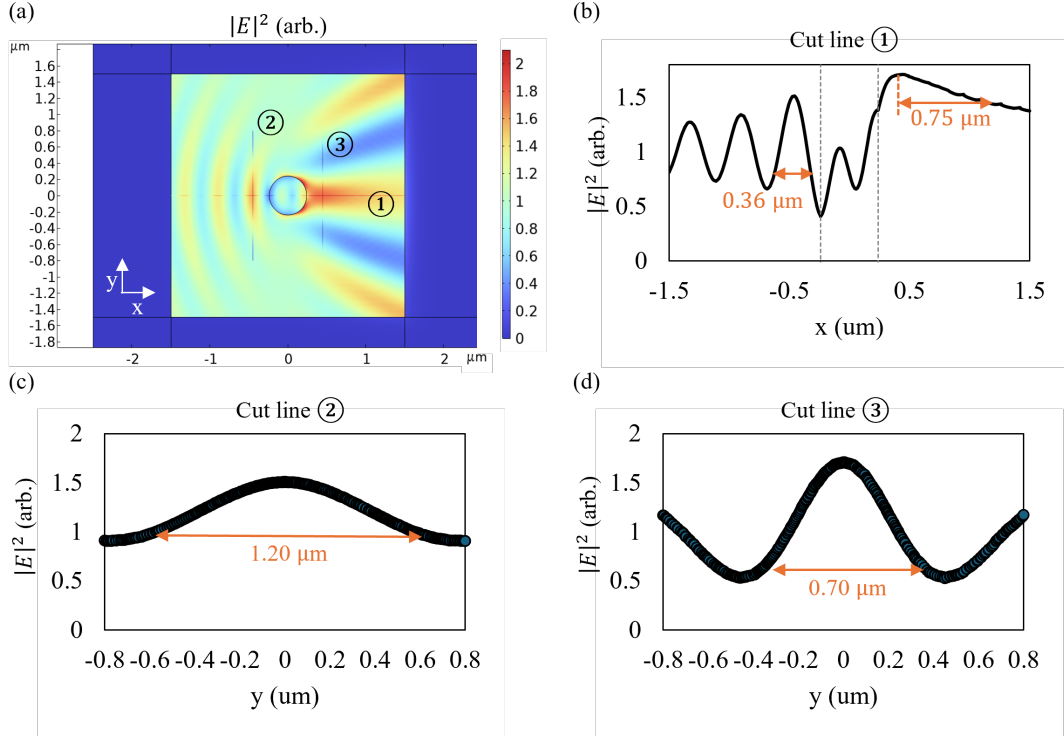 (a)
|E|² (arb.)
µm
1.6
1.4
1.2
1
0.8
0.6
0.4
0.2
0
-0.2
-0.4
-0.6
-0.8
-1
-1.2
-1.4
-1.6
-1.8
②
③
①
y
x
-2
-1
0
1
2
µm
2
1.8
1.6
1.4
1.2
1
0.8
0.6
0.4
0.2
0
(b)
Cut line ①
|E|² (arb.)
1.5
1
0.5
0
0.75 µm
0.36 µm
-1.5
-0.5
0.5
1.5
x (um)
(c)
Cut line ②
|E|² (arb.)
2
1.5
1
0.5
0
1.20 µm
-0.8 -0.6 -0.4 -0.2 0 0.2 0.4 0.6 0.8
y (um)
(d)
Cut line ③
|E|² (arb.)
2
1.5
1
0.5
0
0.70 µm
-0.8 -0.6 -0.4 -0.2 0 0.2 0.4 0.6 0.8
y (um)